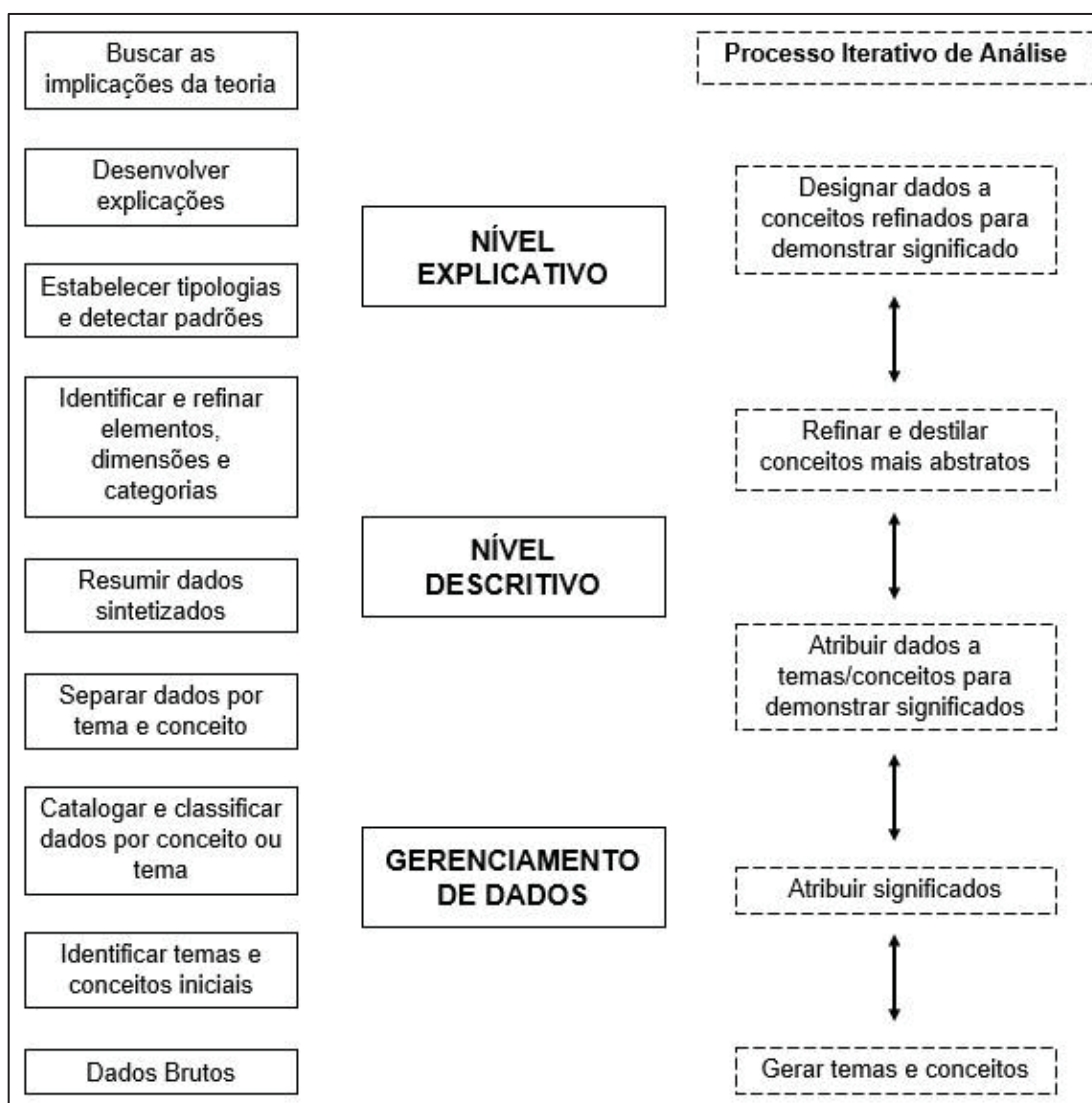 Buscar as
implicações da teoria
Desenvolver
explicações
Estabelecer tipologias
e detectar padrões
Identificar e refinar
elementos,
dimensões e
categorias
Resumir dados
sintetizados
Separar dados por
tema e conceito
Catalogar e classificar
dados por conceito ou
tema
Identificar temas e
conceitos iniciais
Dados Brutos
NÍVEL
EXPLICATIVO
NÍVEL
DESCRITIVO
GERENCIAMENTO
DE DADOS
Processo Iterativo de Análise
Designar dados a
conceitos refinados para
demonstrar significado
Refinar e destilar
conceitos mais abstratos
Atribuir dados a
temas/conceitos para
demonstrar significados
Atribuir significados
Gerar temas e conceitos